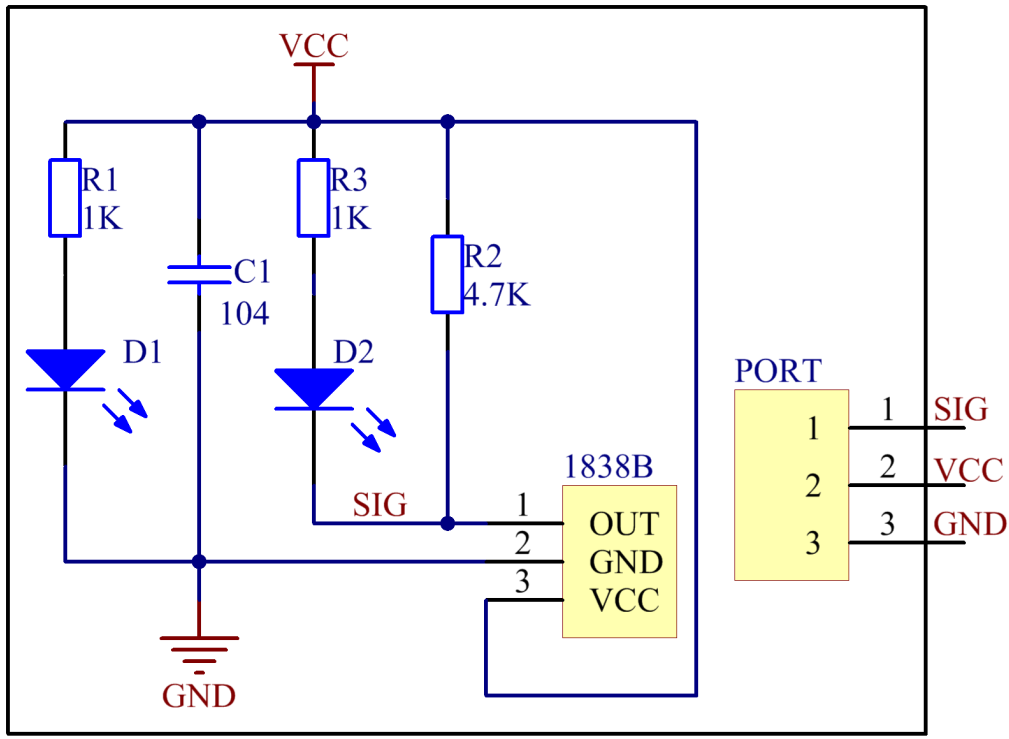 VCC
R1
1K
R3
1K
R2
4.7K
C1
104
D1
D2
PORT
1
1
SIG
2
2
VCC
3
3
GND
1838B
SIG
1
OUT
2
GND
3
VCC
GND